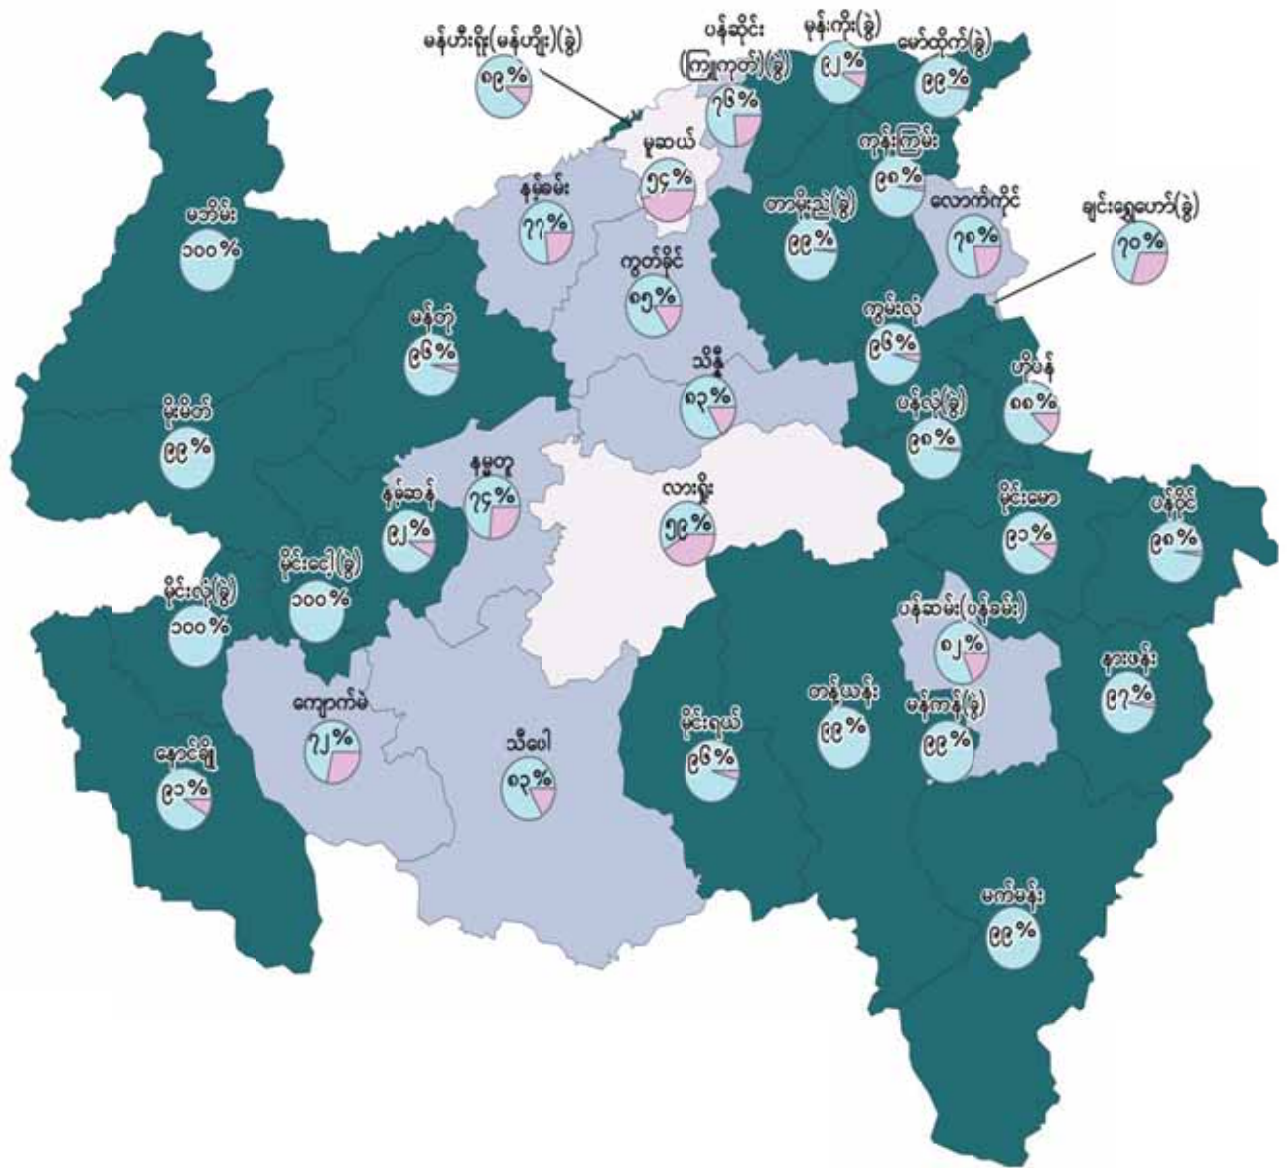 မန်ဟီးရိုး(မန်ဟျိုး)(ခွဲ)
၈၉%
ပန်ဆိုင်း
(ကြူကုတ်)(ခွဲ)
၇၆%
မုန်းကိုး(ခွဲ)
၉၂%
မော်ထိုက်(ခွဲ)
၉၉%
မူဆယ်
၅၄%
ကုန်းကြမ်း
၉၈%
နမ့်ခမ်း
၇၇%
တာမိုးညဲ(ခွဲ)
၉၉%
လောက်ကိုင်
၇၈%
ချင်းရွှေဟော်(ခွဲ)
၇၀%
မဘိမ်း
၁၀၀%
ကွတ်ခိုင်
၈၅%
မန်တုံ
၉၆%
ကွမ်းလုံ
၉၆%
သိန္နီ
၈၃%
ဟိုပန်
၈၈%
ပန်လုံ(ခွဲ)
၉၈%
မိုးမိတ်
၉၉%
နမ္မတူ
၇၄%
နမ့်ဆန်
၉၂%
လားရှိုး
၅၉%
မိုင်းမော
၉၁%
ပန်ဝိုင်
၉၈%
မိုင်းငေါ့(ခွဲ)
၁၀၀%
မိုင်းလုံ(ခွဲ)
၁၀၀%
ပန်ဆမ်း(ပန်ခမ်း)
၈၂%
နားဖန်း
၉၇%
ကျောက်မဲ
၇၂%
တန့်ယန်း
၉၉%
မန်ကန်(ခွဲ)
၉၉%
မိုင်းရယ်
၉၆%
သီပေါ
၈၃%
နောင်ချို
၉၁%
မက်မန်း
၉၉%